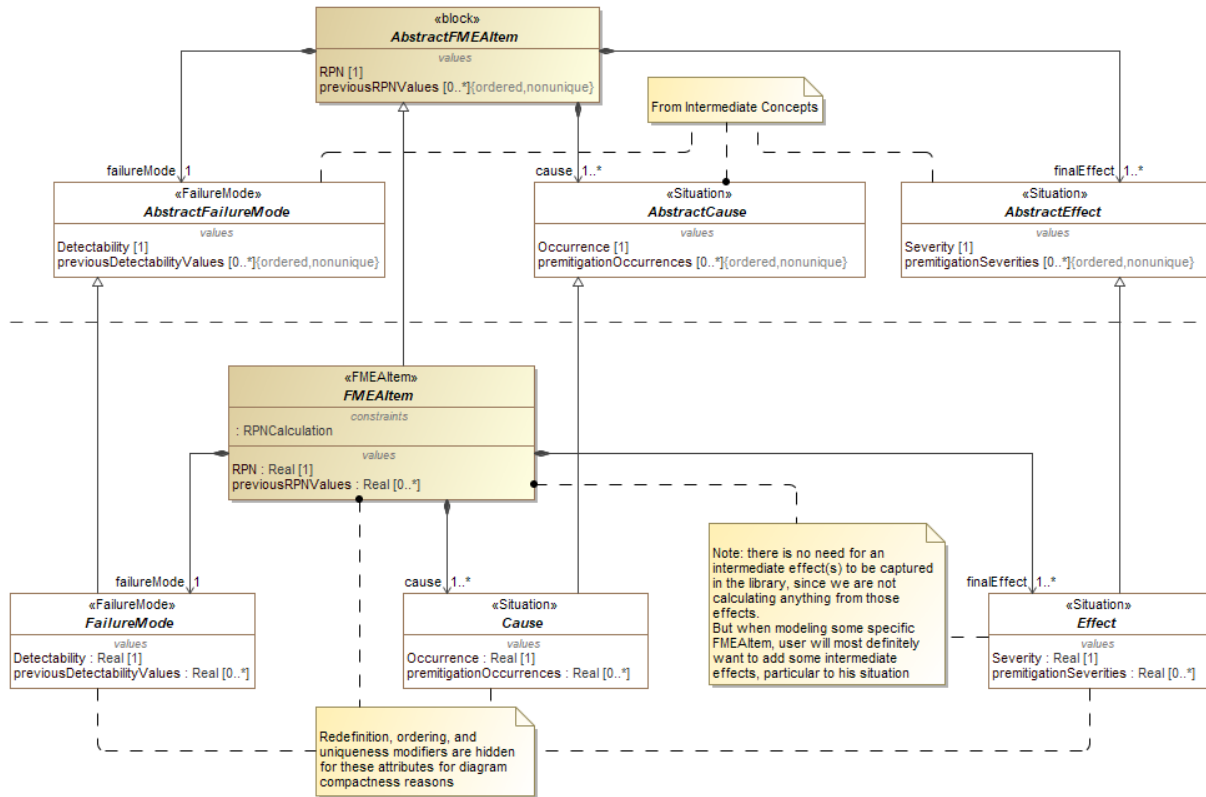 «block»
AbstractFMEAItem
values
RPN [1]
previousRPNValues [0..*]{ordered,nonunique}
From Intermediate Concepts
failureMode 1
cause 1..*
finalEffect 1..*
«FailureMode»
AbstractFailureMode
values
Detectability [1]
previousDetectabilityValues [0..*]{ordered,nonunique}
«Situation»
AbstractCause
values
Occurrence [1]
premitigationOccurrences [0..*]{ordered,nonunique}
«Situation»
AbstractEffect
values
Severity [1]
premitigationSeverities [0..*]{ordered,nonunique}
«FMEAItem»
FMEAItem
constraints
: RPNCalculation
values
RPN : Real [1]
previousRPNValues : Real [0..*]
Note: there is no need for an
intermediate effect(s) to be captured
in the library, since we are not
calculating anything from those
effects.
But when modeling some specific
FMEAItem, user will most definitely
want to add some intermediate
effects, particular to his situation
failureMode 1
cause 1..*
finalEffect 1..*
«FailureMode»
FailureMode
values
Detectability : Real [1]
previousDetectabilityValues : Real [0..*]
«Situation»
Cause
values
Occurrence : Real [1]
premitigationOccurrences : Real [0..*]
«Situation»
Effect
values
Severity : Real [1]
premitigationSeverities : Real [0..*]
Redefinition, ordering, and
uniqueness modifiers are hidden
for these attributes for diagram
compactness reasons